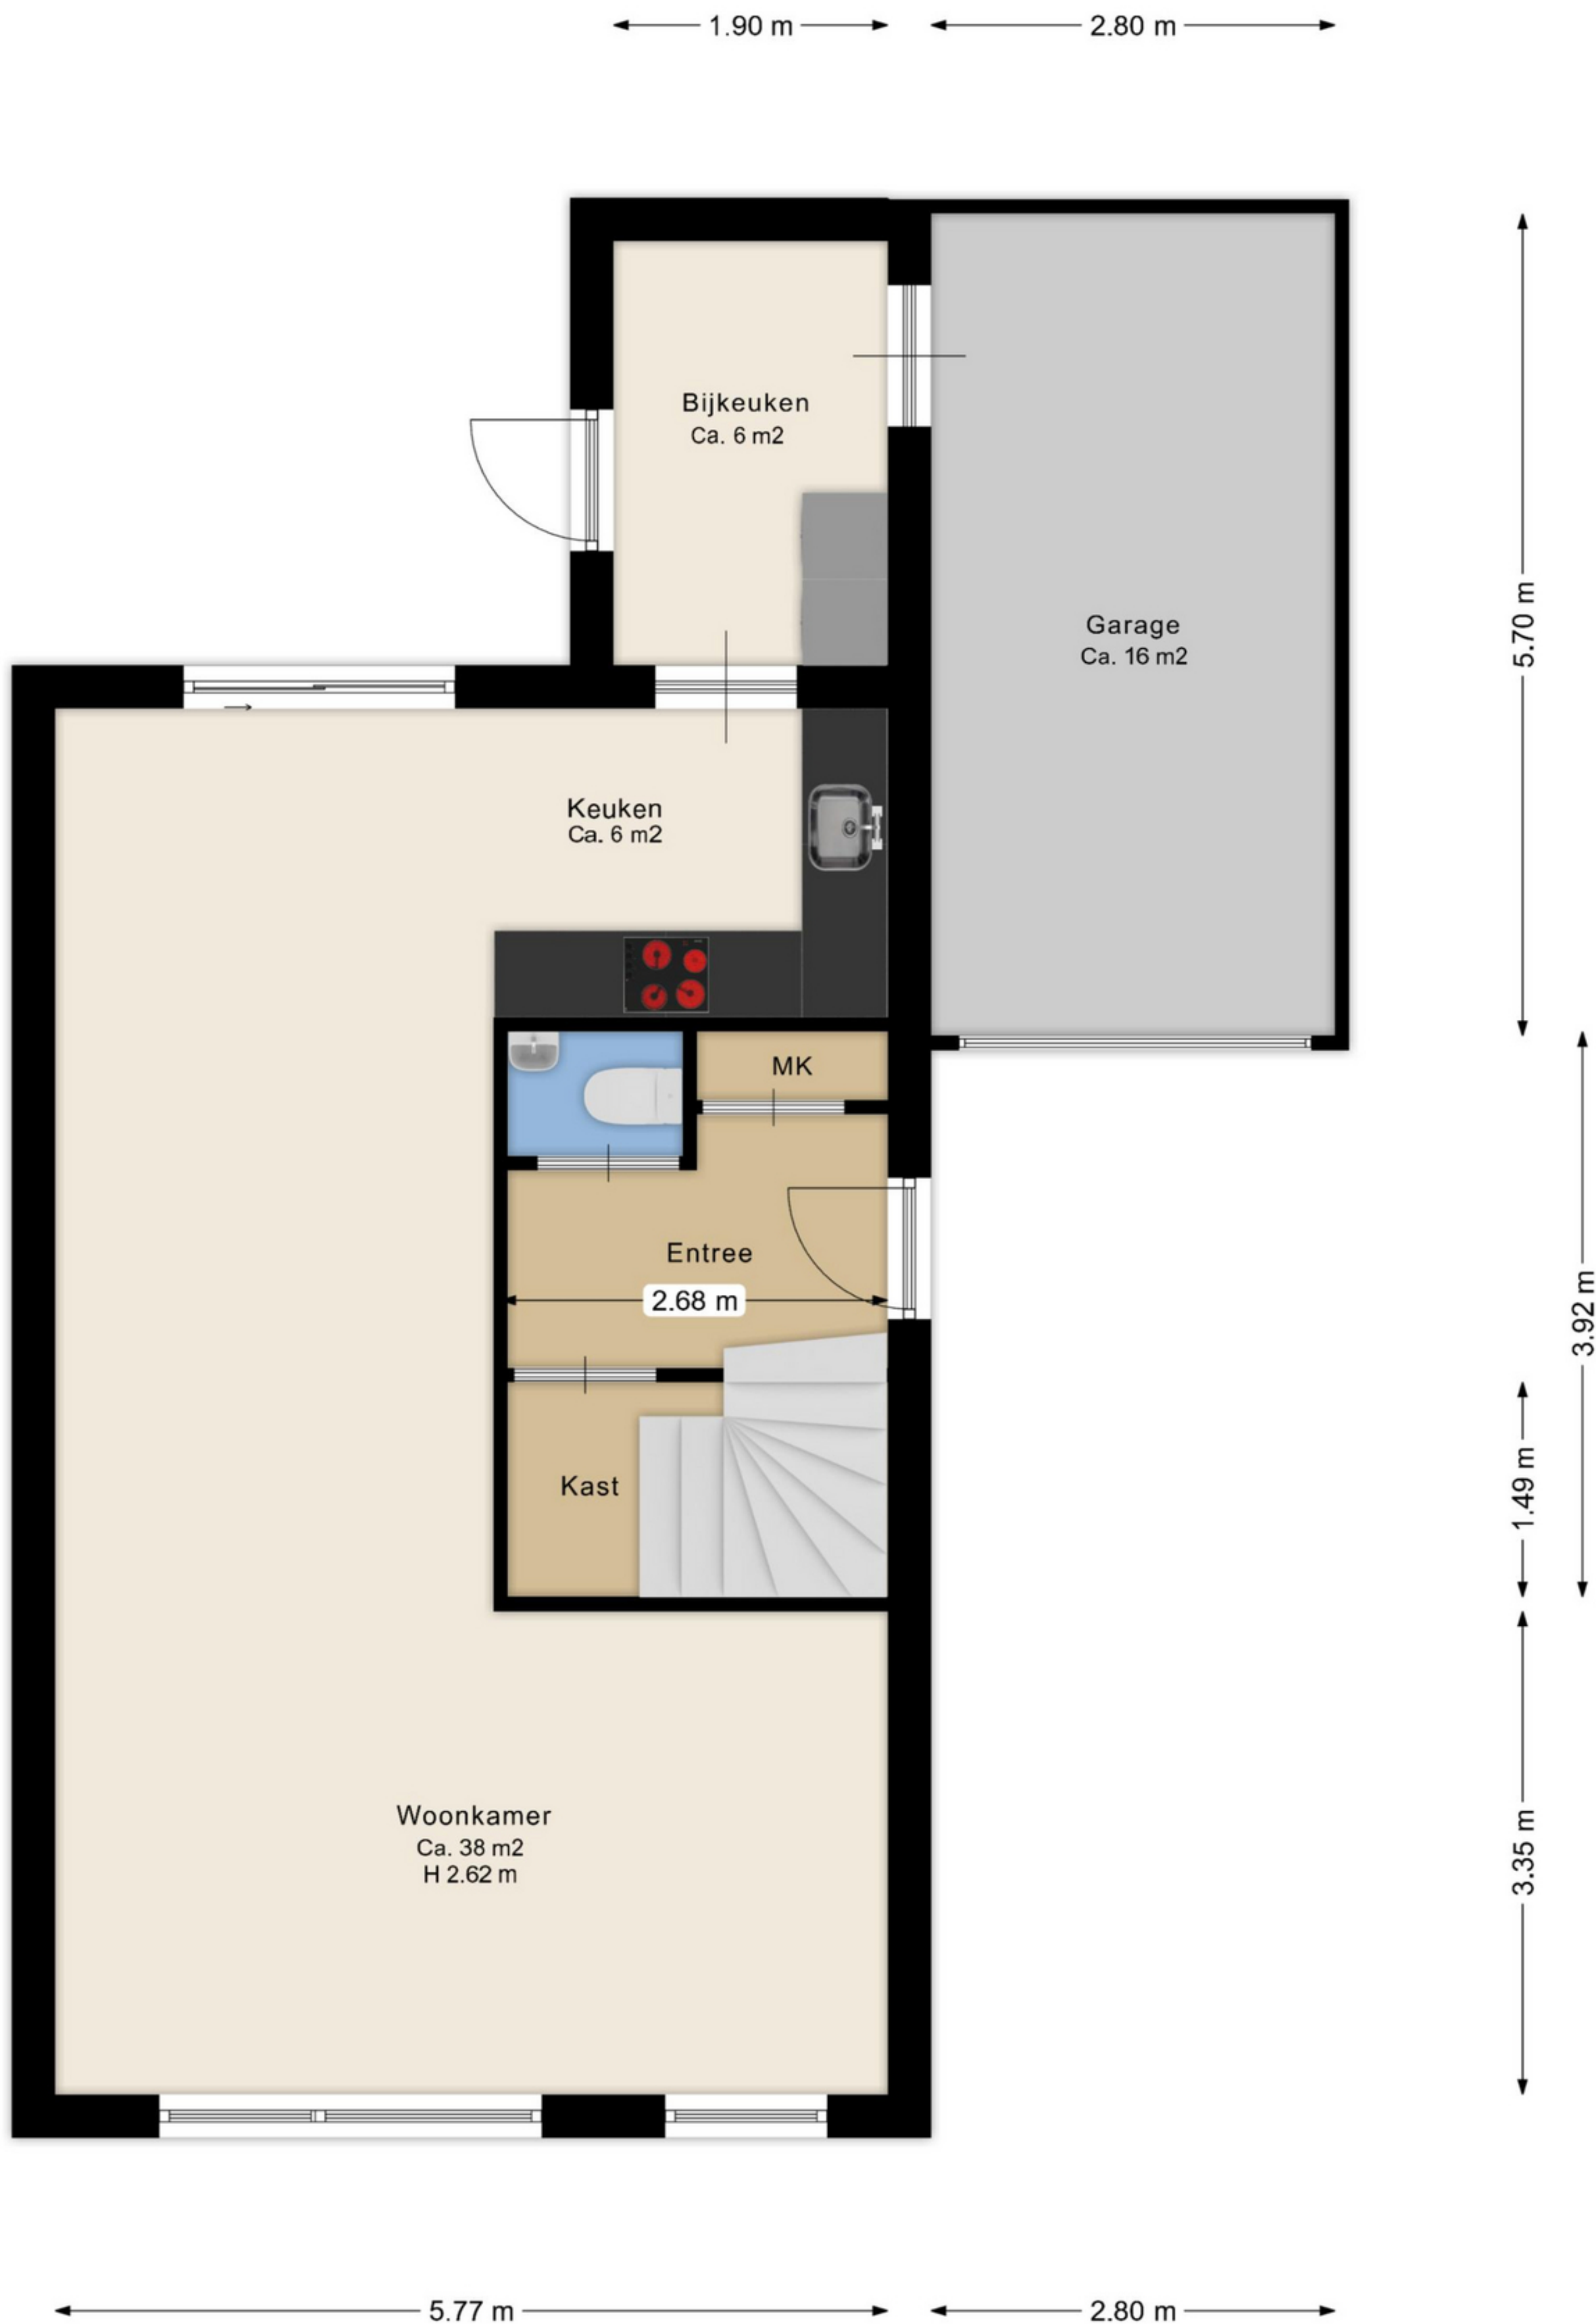 1.90 m
2.80 m
Bijkeuken
Ca. 6 m2
Garage
Ca. 16 m2
5.70 m
Keuken
Ca. 6 m2
MK
Entree
2.68 m
3.92 m
Kast
1.49 m
Woonkamer
Ca. 38 m2
H 2.62 m
3.35 m
5.77 m
2.80 m